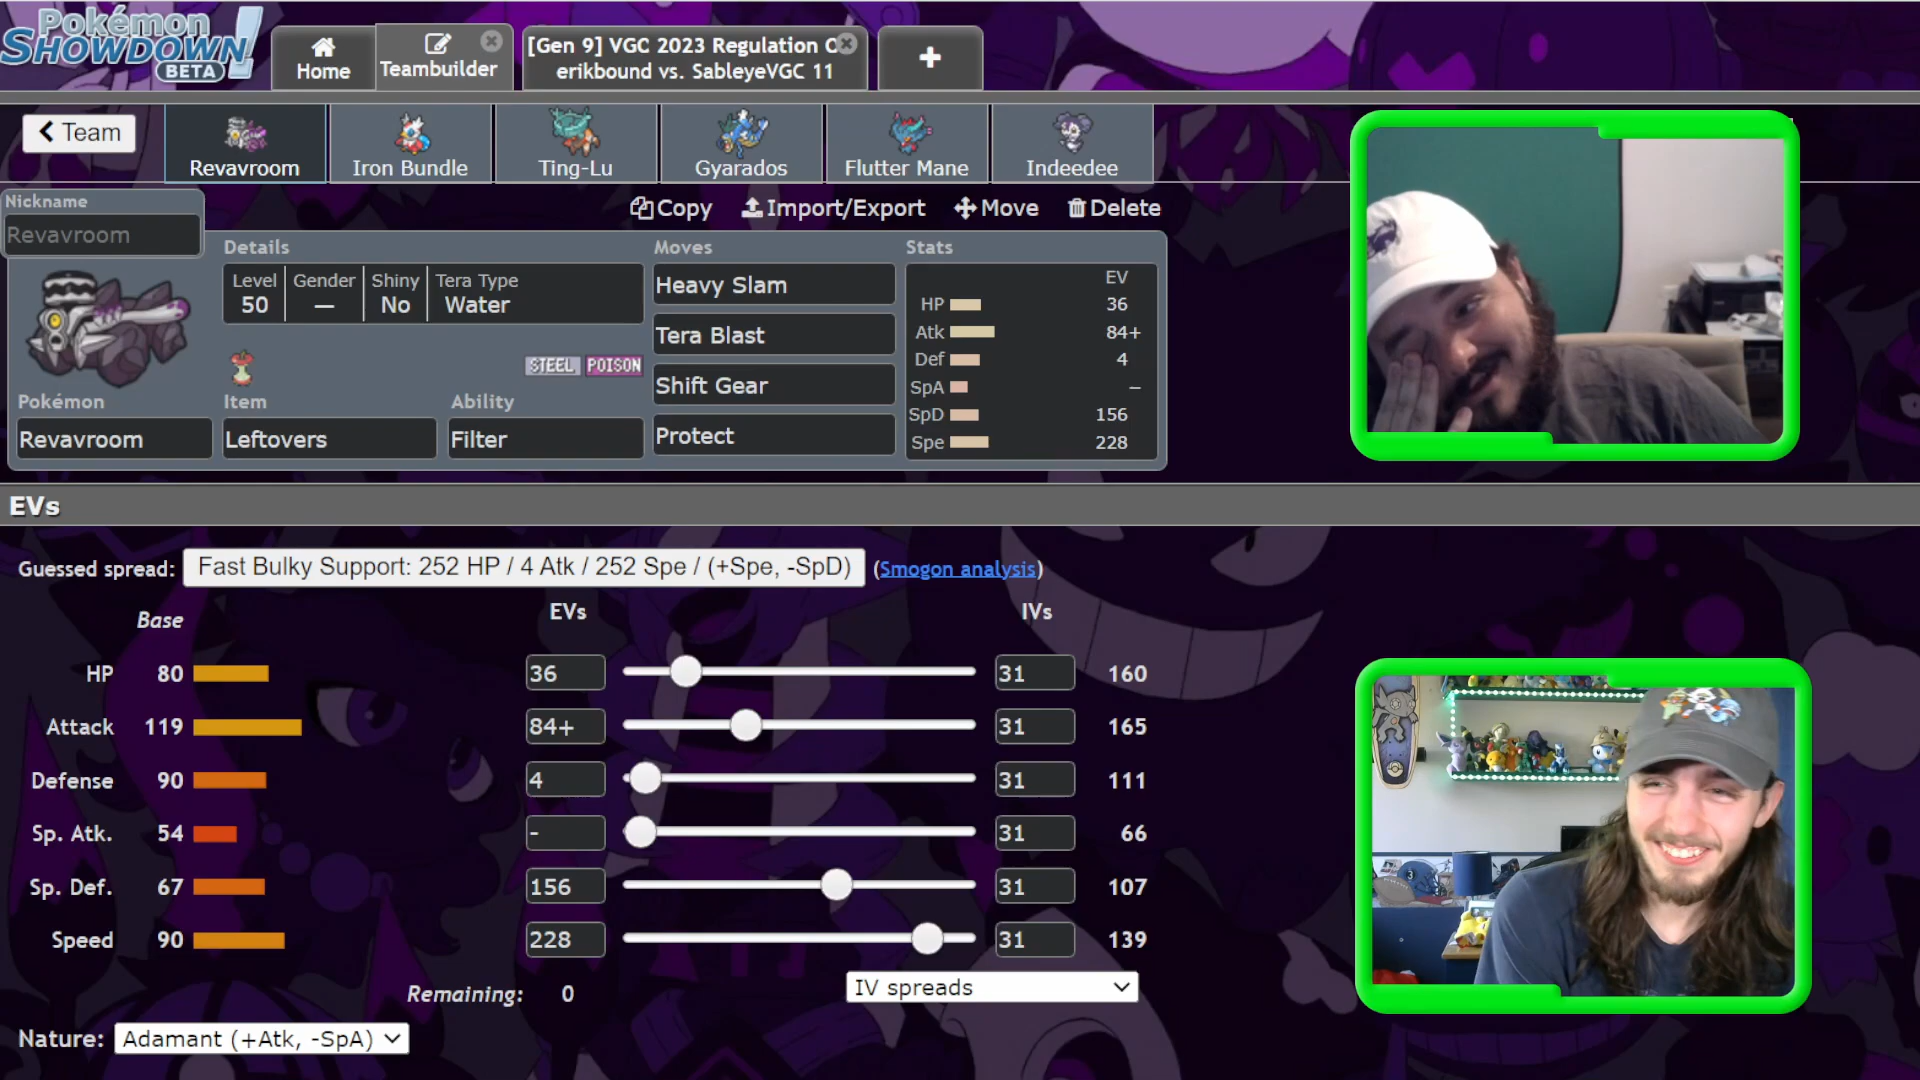 Pokémon
SHOWDOWN!
BETA
Home
Teambuilder
[Gen 9] VGC 2023 Regulation C
erikbound vs. SableyeVGC 11
Team
Revavroom
Iron Bundle
Ting-Lu
Gyarados
Flutter Mane
Indeedee
Copy
Import/Export
Move
Delete
Nickname
Revavroom
Details
Level
50
Gender
—
Shiny
No
Tera Type
Water
STEEL
POISON
Pokémon
Revavroom
Item
Leftovers
Ability
Filter
Moves
Heavy Slam
Tera Blast
Shift Gear
Protect
Stats
EV
HP 36
Atk 84+
Def 4
SpA –
SpD 156
Spe 228
EVs
Guessed spread: Fast Bulky Support: 252 HP / 4 Atk / 252 Spe / (+Spe, -SpD) (Smogon analysis)
Base EVs IVs
HP 80 36 31 160
Attack 119 84+ 31 165
Defense 90 4 31 111
Sp. Atk. 54 - 31 66
Sp. Def. 67 156 31 107
Speed 90 228 31 139
Remaining: 0
IV spreads
Nature: Adamant (+Atk, -SpA)